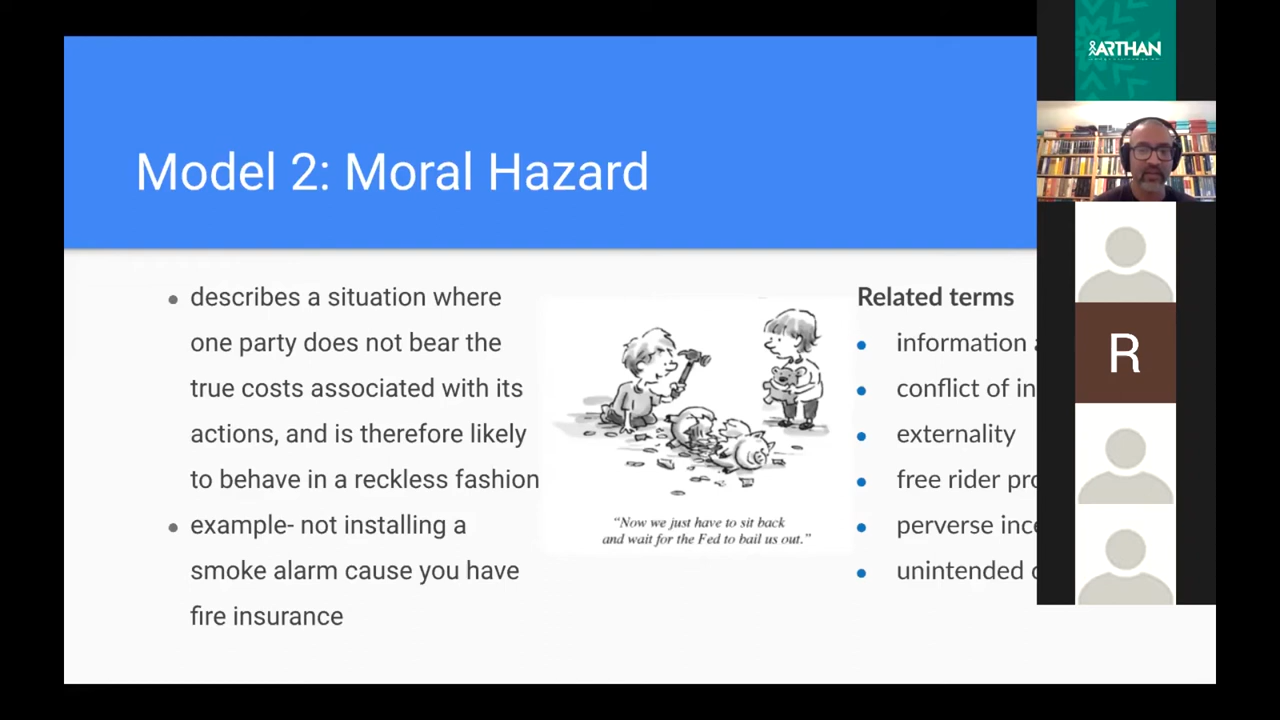 Model 2: Moral Hazard
• describes a situation where
one party does not bear the
true costs associated with its
actions, and is therefore likely
to behave in a reckless fashion
• example- not installing a
smoke alarm cause you have
fire insurance
“Now we just have to sit back
and wait for the Fed to bail us out.”
Related terms
• information
• conflict of in
• externality
• free rider pro
• perverse ince
• unintended
ARTHAN
R